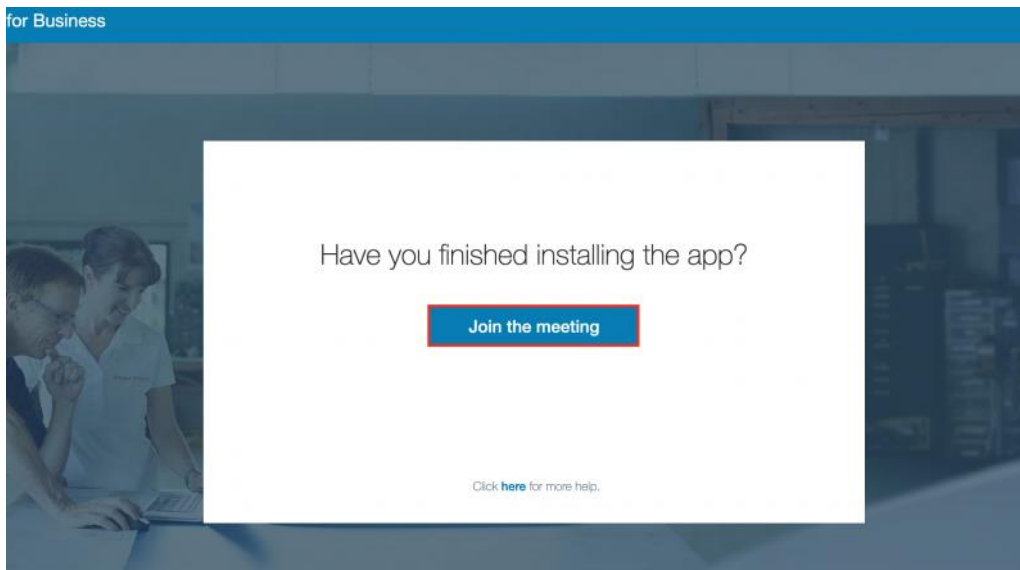 for Business
Have you finished installing the app?
Join the meeting
Click here for more help.